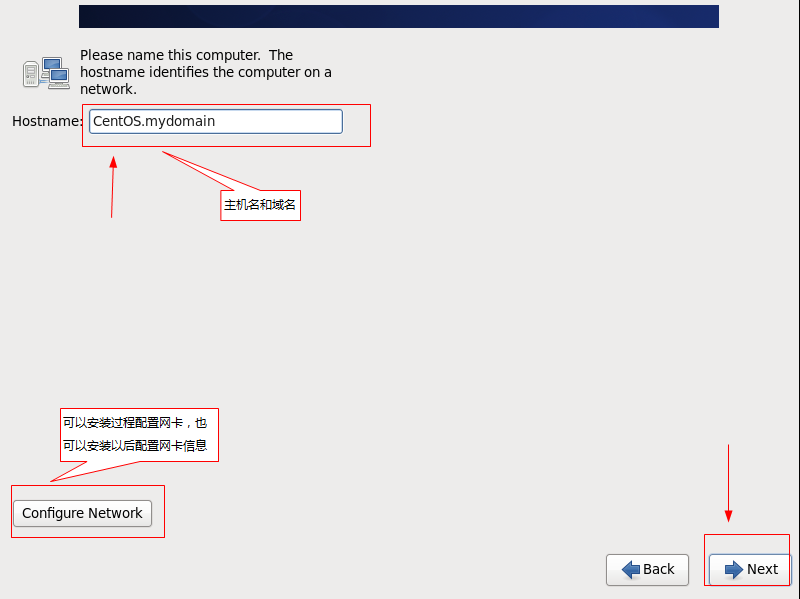 Please name this computer.  The
hostname identifies the computer on a
network.
Hostname:
CentOS.mydomain
主机名和域名
可以安装过程配置网卡，也
可以安装以后配置网卡信息
Configure Network
Back
Next